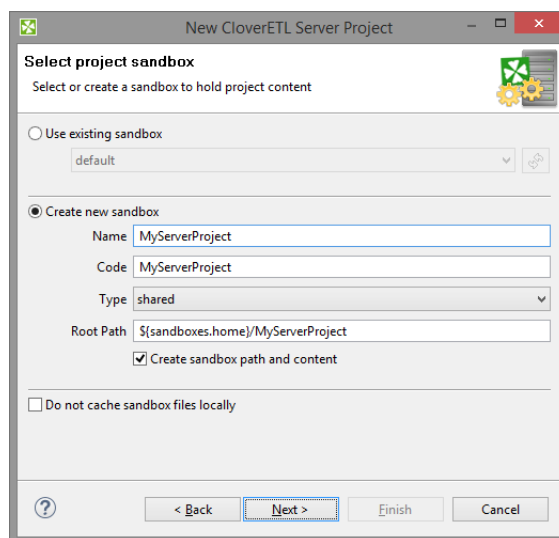 New CloverETL Server Project
Select project sandbox
Select or create a sandbox to hold project content
Use existing sandbox
default
Create new sandbox
Name MyServerProject
Code MyServerProject
Type shared
Root Path ${sandboxes.home}/MyServerProject
Create sandbox path and content
Do not cache sandbox files locally
? < Back Next > Finish Cancel